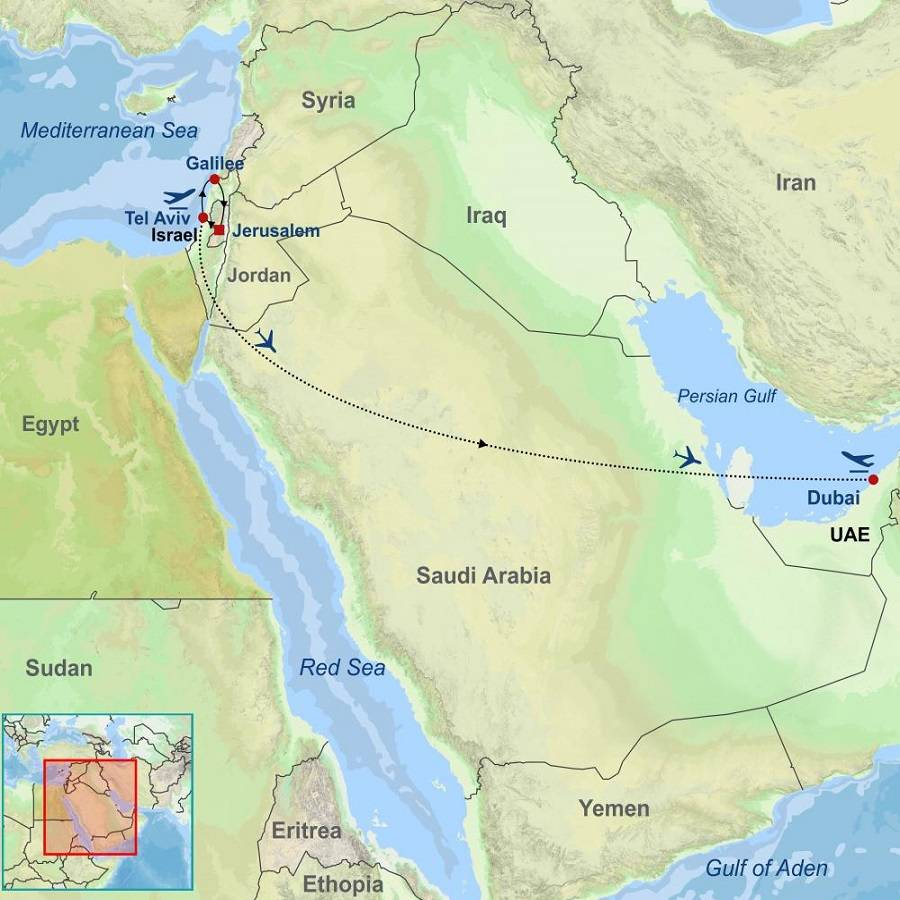 Syria
Mediterranean Sea
Galilee
Iran
Tel Aviv
Iraq
Israel
Jerusalem
Jordan
Persian Gulf
Egypt
Dubai
UAE
Saudi Arabia
Sudan
Red Sea
Yemen
Eritrea
Gulf of Aden
Ethopia